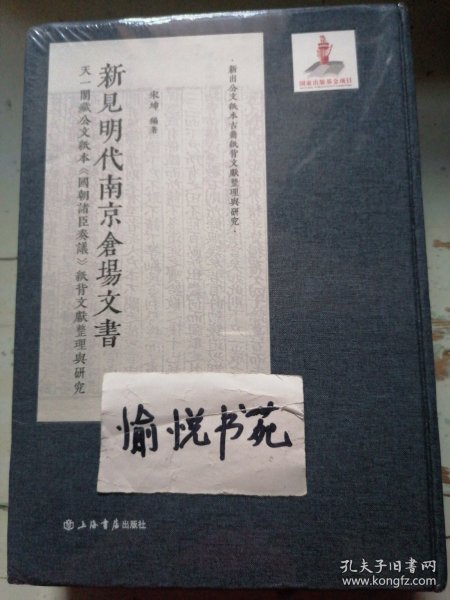 ·新出公文紙本古籍紙背文獻整理與研究·
宋坤 編著
新見明代南京倉場文書
天一閣藏公文紙本《國朝諸臣奏議》紙背文獻整理與研究
国家出版基金项目
愉悦书苑
上海書店出版社
孔夫子旧书网
www.kongfz.com